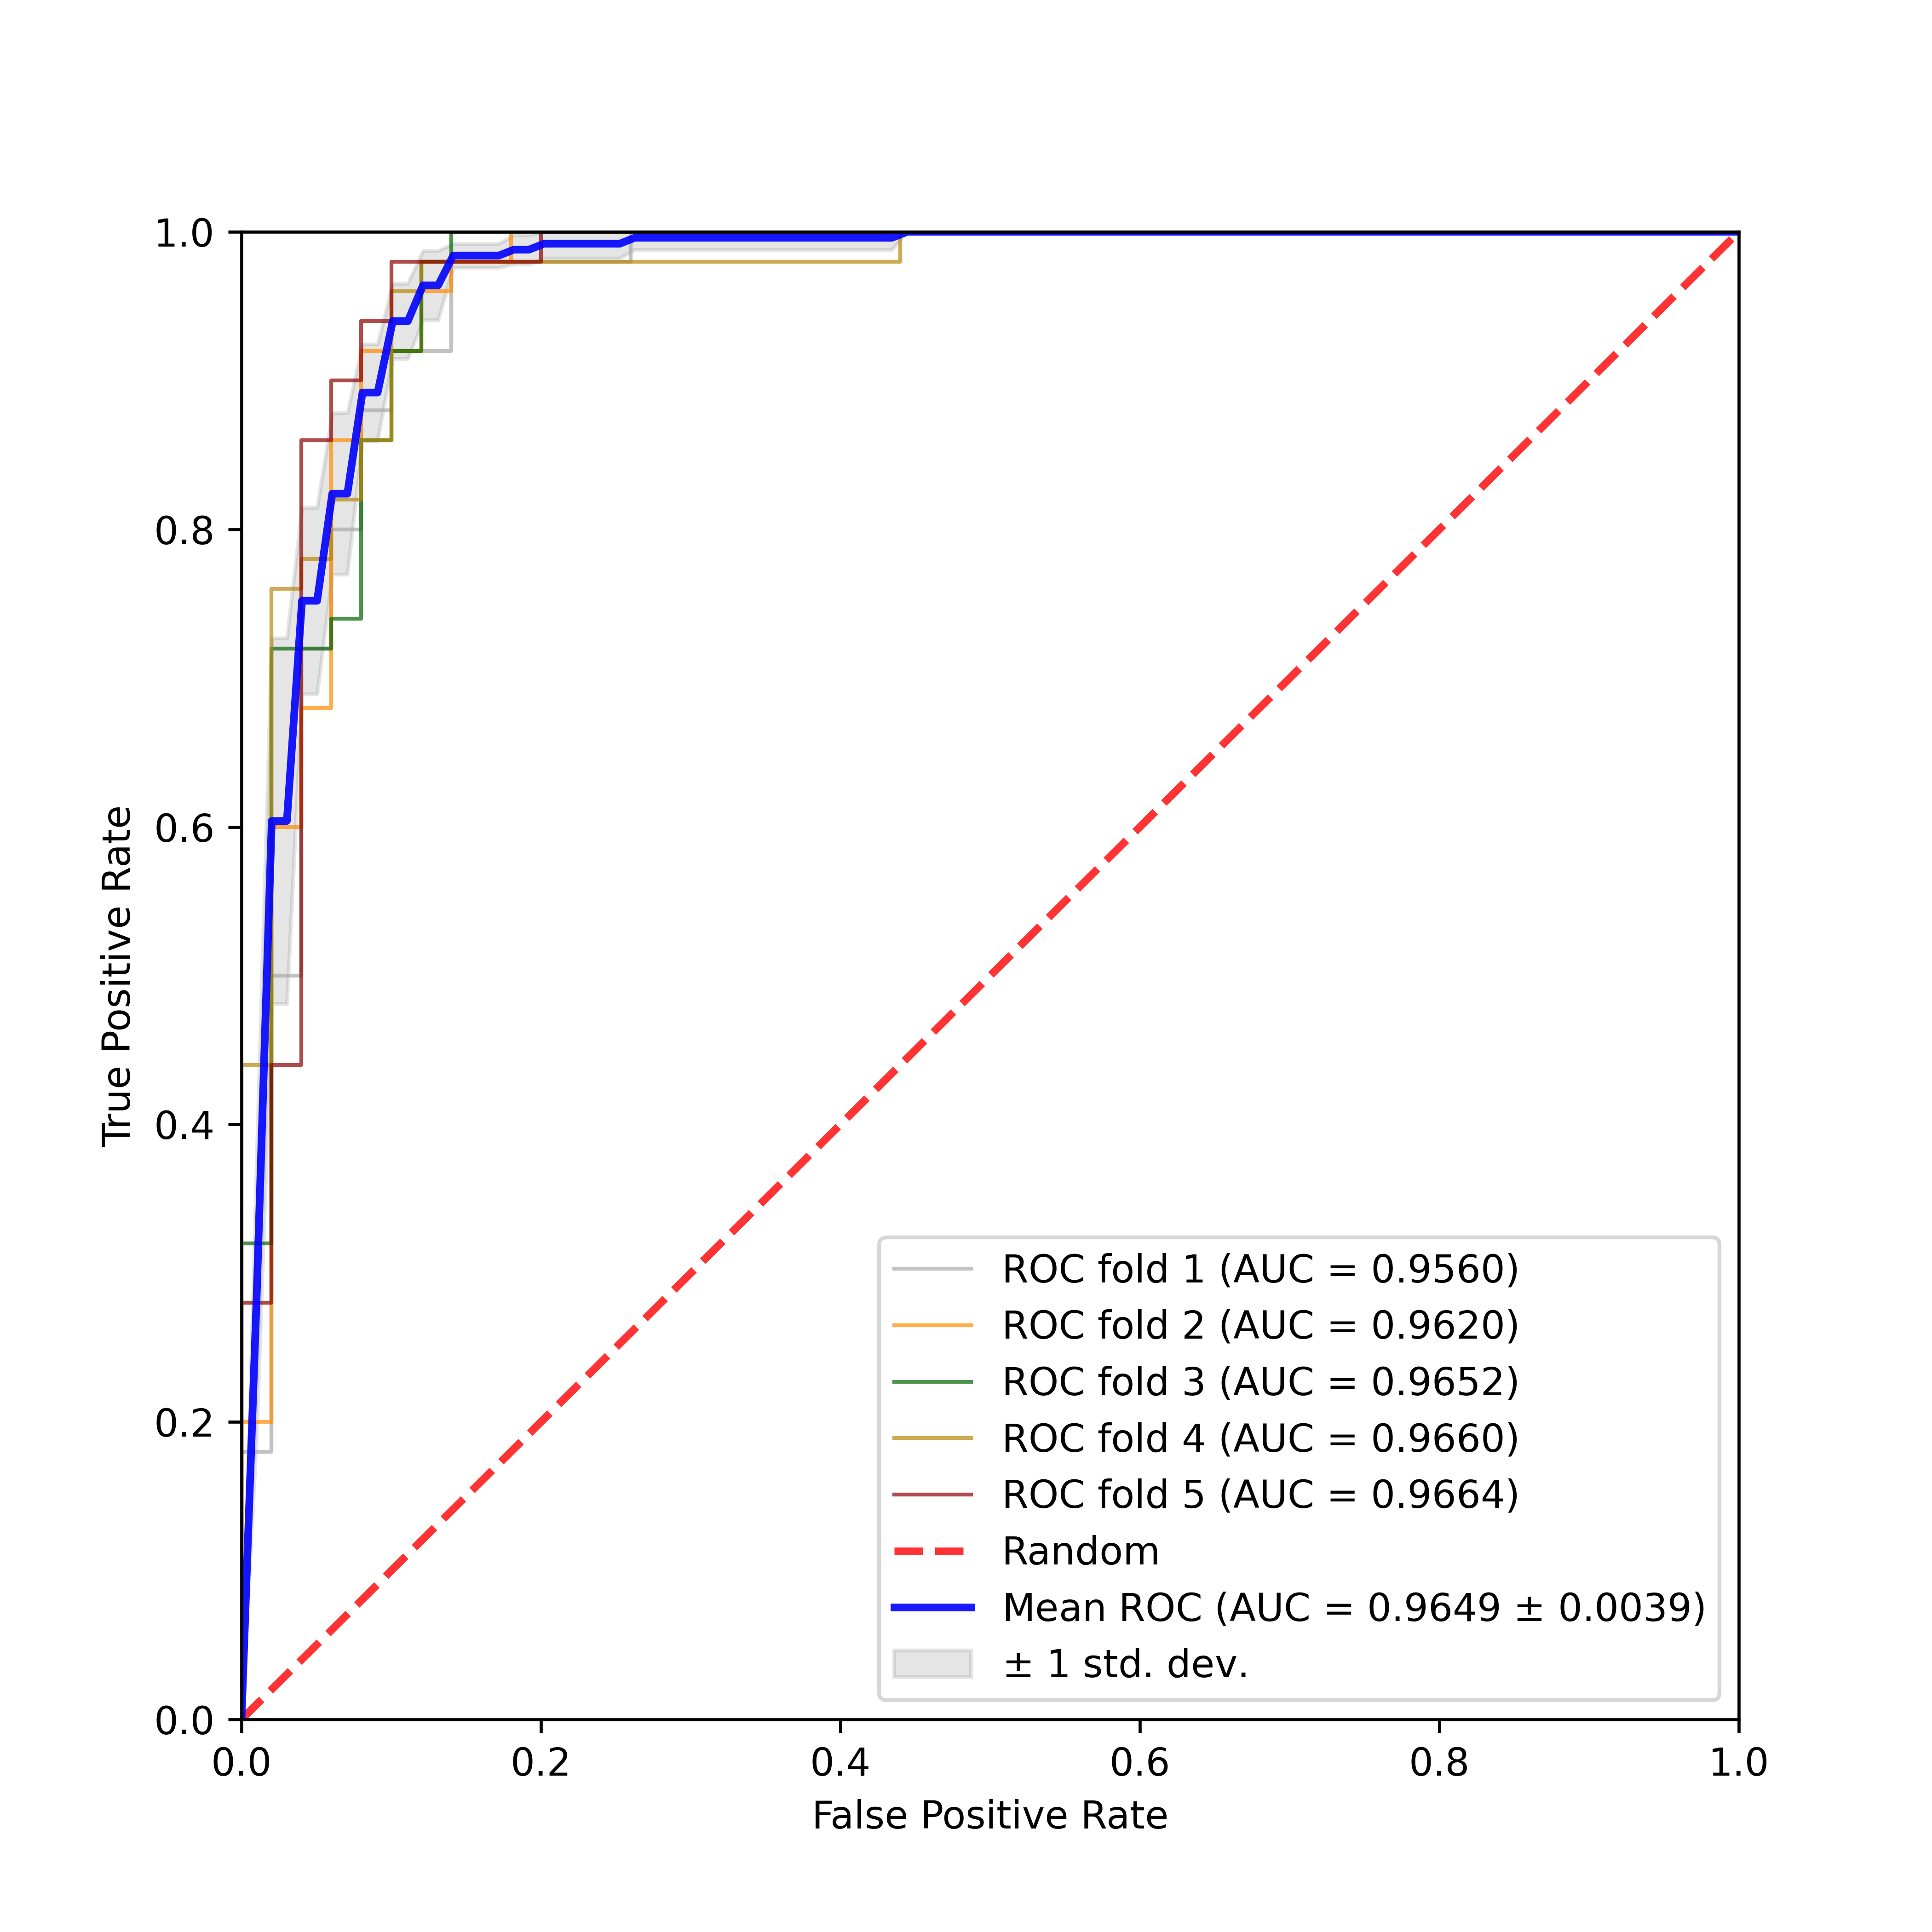 1.0
0.8
0.6
0.4
0.2
0.0
True Positive Rate
0.0 0.2 0.4 0.6 0.8 1.0
False Positive Rate
ROC fold 1 (AUC = 0.9560)
ROC fold 2 (AUC = 0.9620)
ROC fold 3 (AUC = 0.9652)
ROC fold 4 (AUC = 0.9660)
ROC fold 5 (AUC = 0.9664)
Random
Mean ROC (AUC = 0.9649 ± 0.0039)
± 1 std. dev.